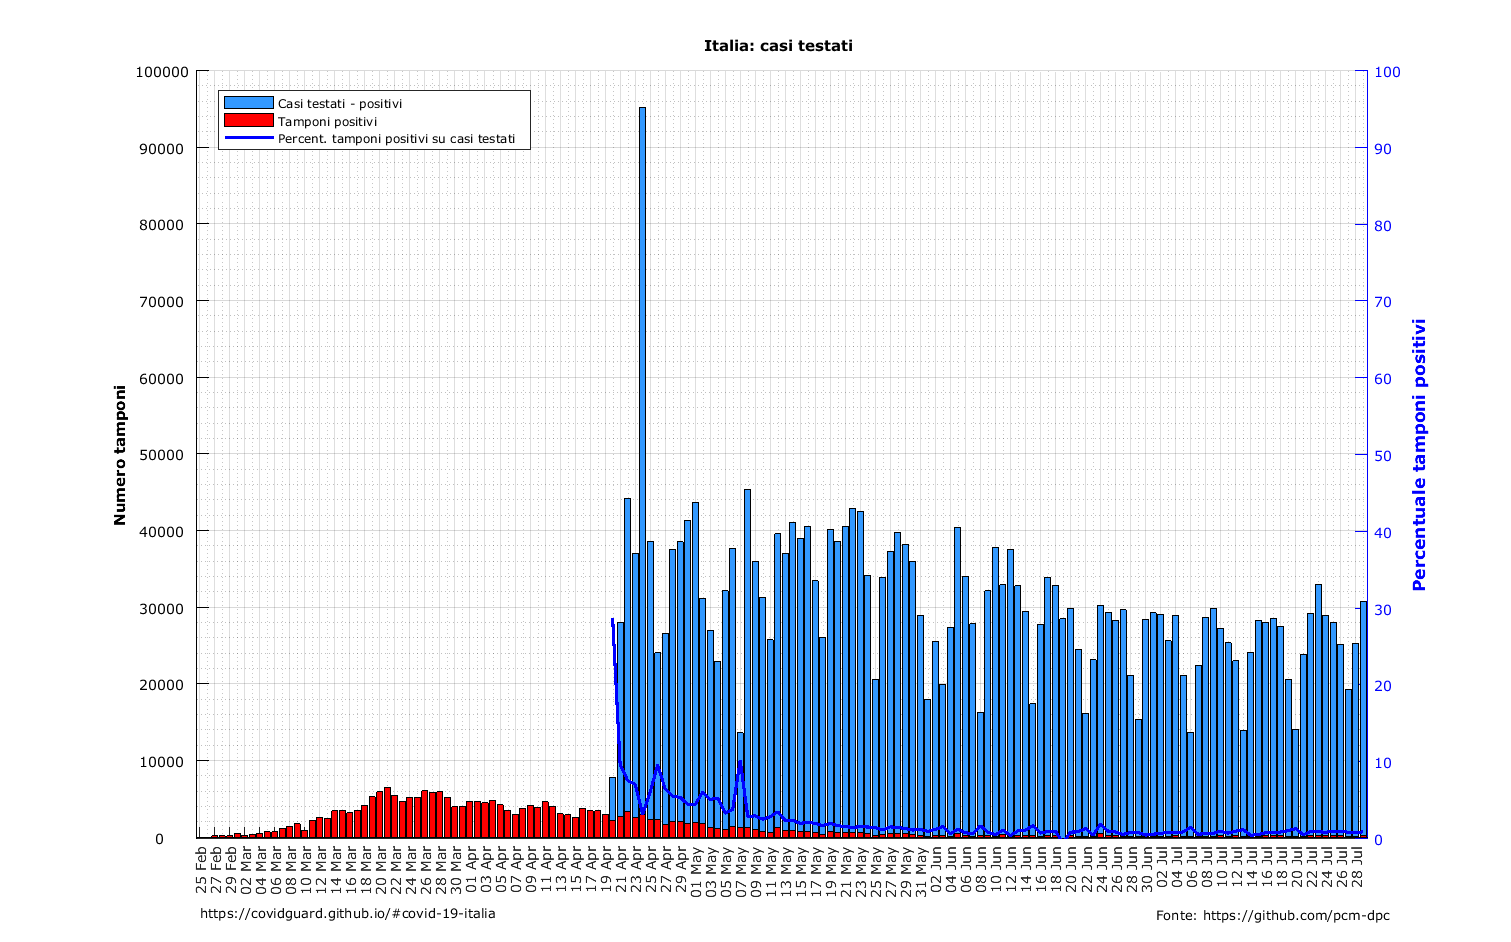 Italia: casi testati
Casi testati - positivi
Tamponi positivi
Percent. tamponi positivi su casi testati
Numero tamponi
100000
90000
80000
70000
60000
50000
40000
30000
20000
10000
0
100
90
80
70
60
50
40
30
20
10
0
Percentuale tamponi positivi
25 Feb
27 Feb
29 Feb
02 Mar
04 Mar
06 Mar
08 Mar
10 Mar
12 Mar
14 Mar
16 Mar
18 Mar
20 Mar
22 Mar
24 Mar
26 Mar
28 Mar
30 Mar
01 Apr
03 Apr
05 Apr
07 Apr
09 Apr
11 Apr
13 Apr
15 Apr
17 Apr
19 Apr
21 Apr
23 Apr
25 Apr
27 Apr
29 Apr
01 May
03 May
05 May
07 May
09 May
11 May
13 May
15 May
17 May
19 May
21 May
23 May
25 May
27 May
29 May
31 May
02 Jun
04 Jun
06 Jun
08 Jun
10 Jun
12 Jun
14 Jun
16 Jun
18 Jun
20 Jun
22 Jun
24 Jun
26 Jun
28 Jun
30 Jun
02 Jul
04 Jul
06 Jul
08 Jul
10 Jul
12 Jul
14 Jul
16 Jul
18 Jul
20 Jul
22 Jul
24 Jul
26 Jul
28 Jul
https://covidguard.github.io/#covid-19-italia
Fonte: https://github.com/pcm-dpc